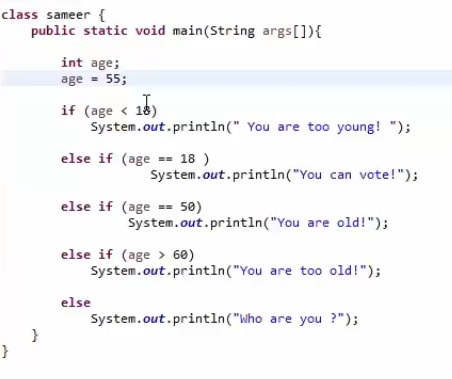 class sameer {
public static void main(String args[]){
int age;
age = 55;
if (age < 18)
System.out.println(" You are too young! ");
else if (age == 18 )
System.out.println("You can vote!");
else if (age == 50)
System.out.println("You are old!");
else if (age > 60)
System.out.println("You are too old!");
else
System.out.println("Who are you ?");
}
}